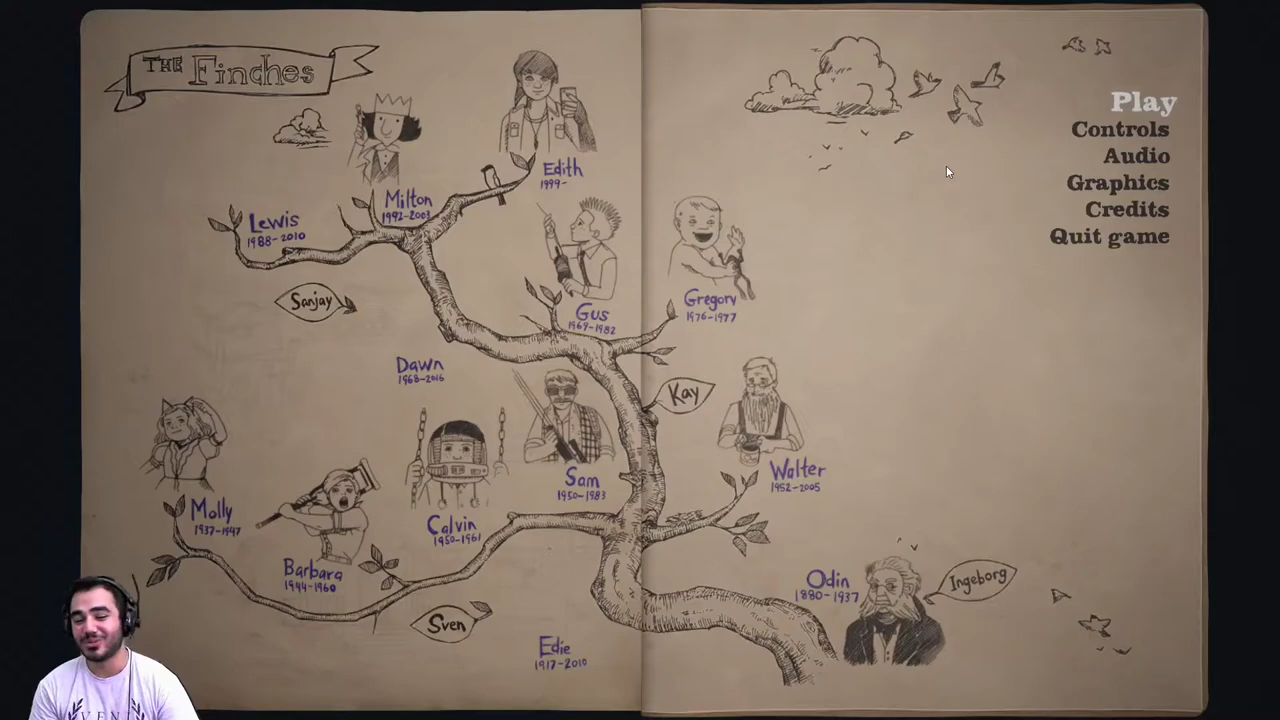 THE Finches
Edith
1999-
Milton
1992-2003
Lewis
1988-2010
Sanjay
Gus
1969-1982
Gregory
1976-1977
Dawn
1968-2016
Kay
Sam
1950-1983
Walter
1952-2005
Molly
1937-1947
Calvin
1950-1961
Barbara
1944-1960
Sven
Edie
1917-2010
Odin
1880-1937
Ingeborg
Play
Controls
Audio
Graphics
Credits
Quit game
VENI